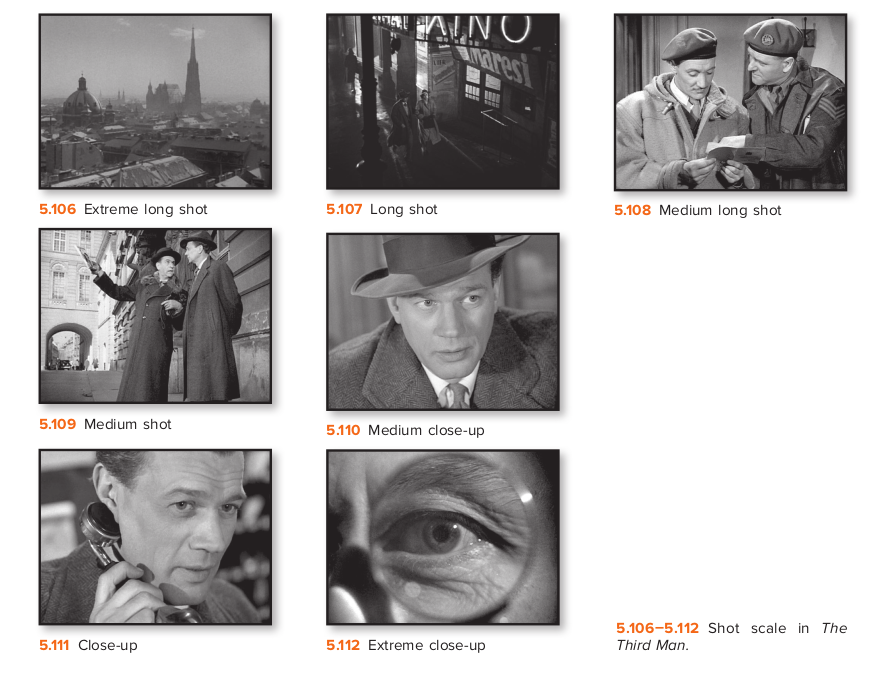 KINO
5.106 Extreme long shot
5.107 Long shot
5.108 Medium long shot
5.109 Medium shot
5.110 Medium close-up
5.111 Close-up
5.112 Extreme close-up
5.106–5.112 Shot scale in The
Third Man.